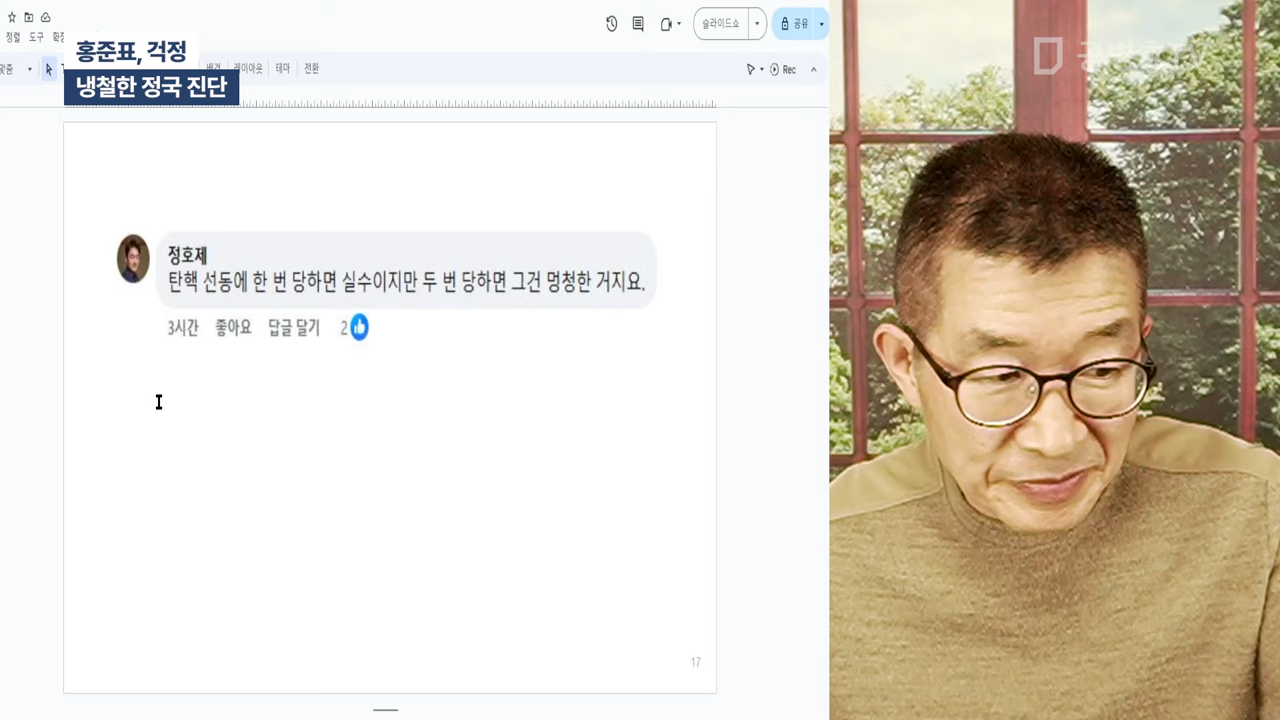 정렬 도구
슬라이드쇼
공유
홍준표, 걱정
냉철한 정국 진단
맞춤
배경 레이아웃 테마 전환
Rec
정호제
탄핵 선동에 한 번 당하면 실수이지만 두 번 당하면 그건 멍청한 거지요.
3시간 좋아요 답글 달기 2
17